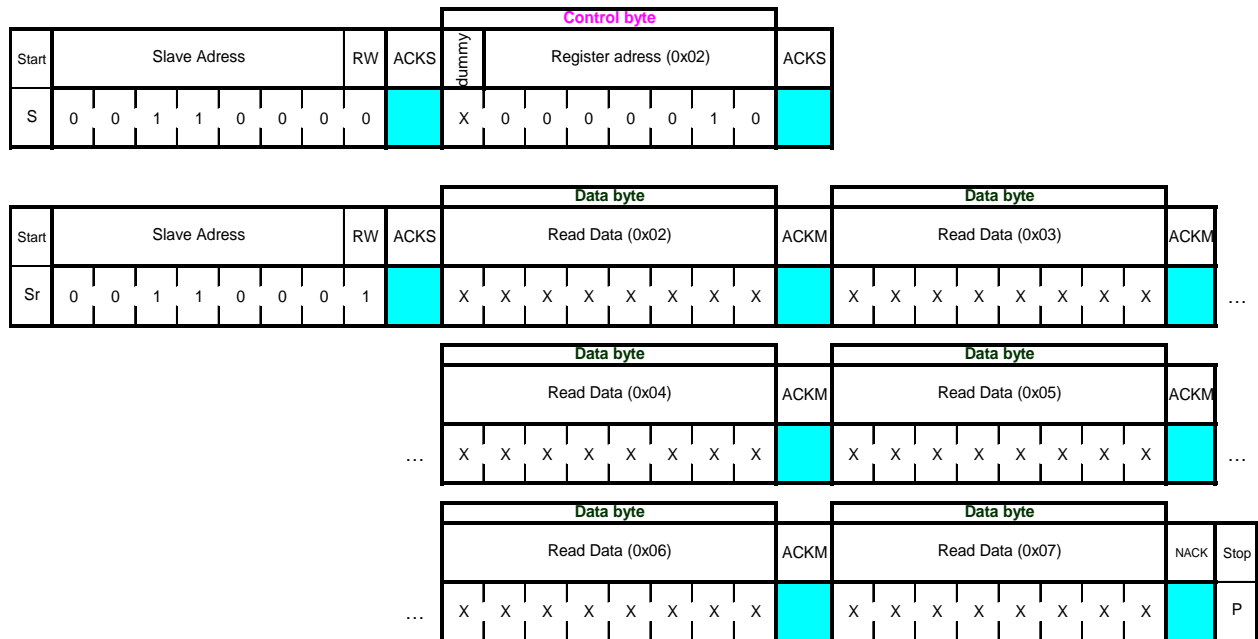 Control byte
Start Slave Adress RW ACKS dummy Register adress (0x02) ACKS
S 0 0 1 1 0 0 0 0 X 0 0 0 0 0 1 0
Data byte Data byte
Start Slave Adress RW ACKS Read Data (0x02) ACKM Read Data (0x03) ACKM
Sr 0 0 1 1 0 0 0 1 X X X X X X X X X X X X X X X X …
Data byte Data byte
Read Data (0x04) ACKM Read Data (0x05) ACKM
… X X X X X X X X X X X X X X X X …
Data byte Data byte
Read Data (0x06) ACKM Read Data (0x07) NACK Stop
… X X X X X X X X X X X X X X X X P